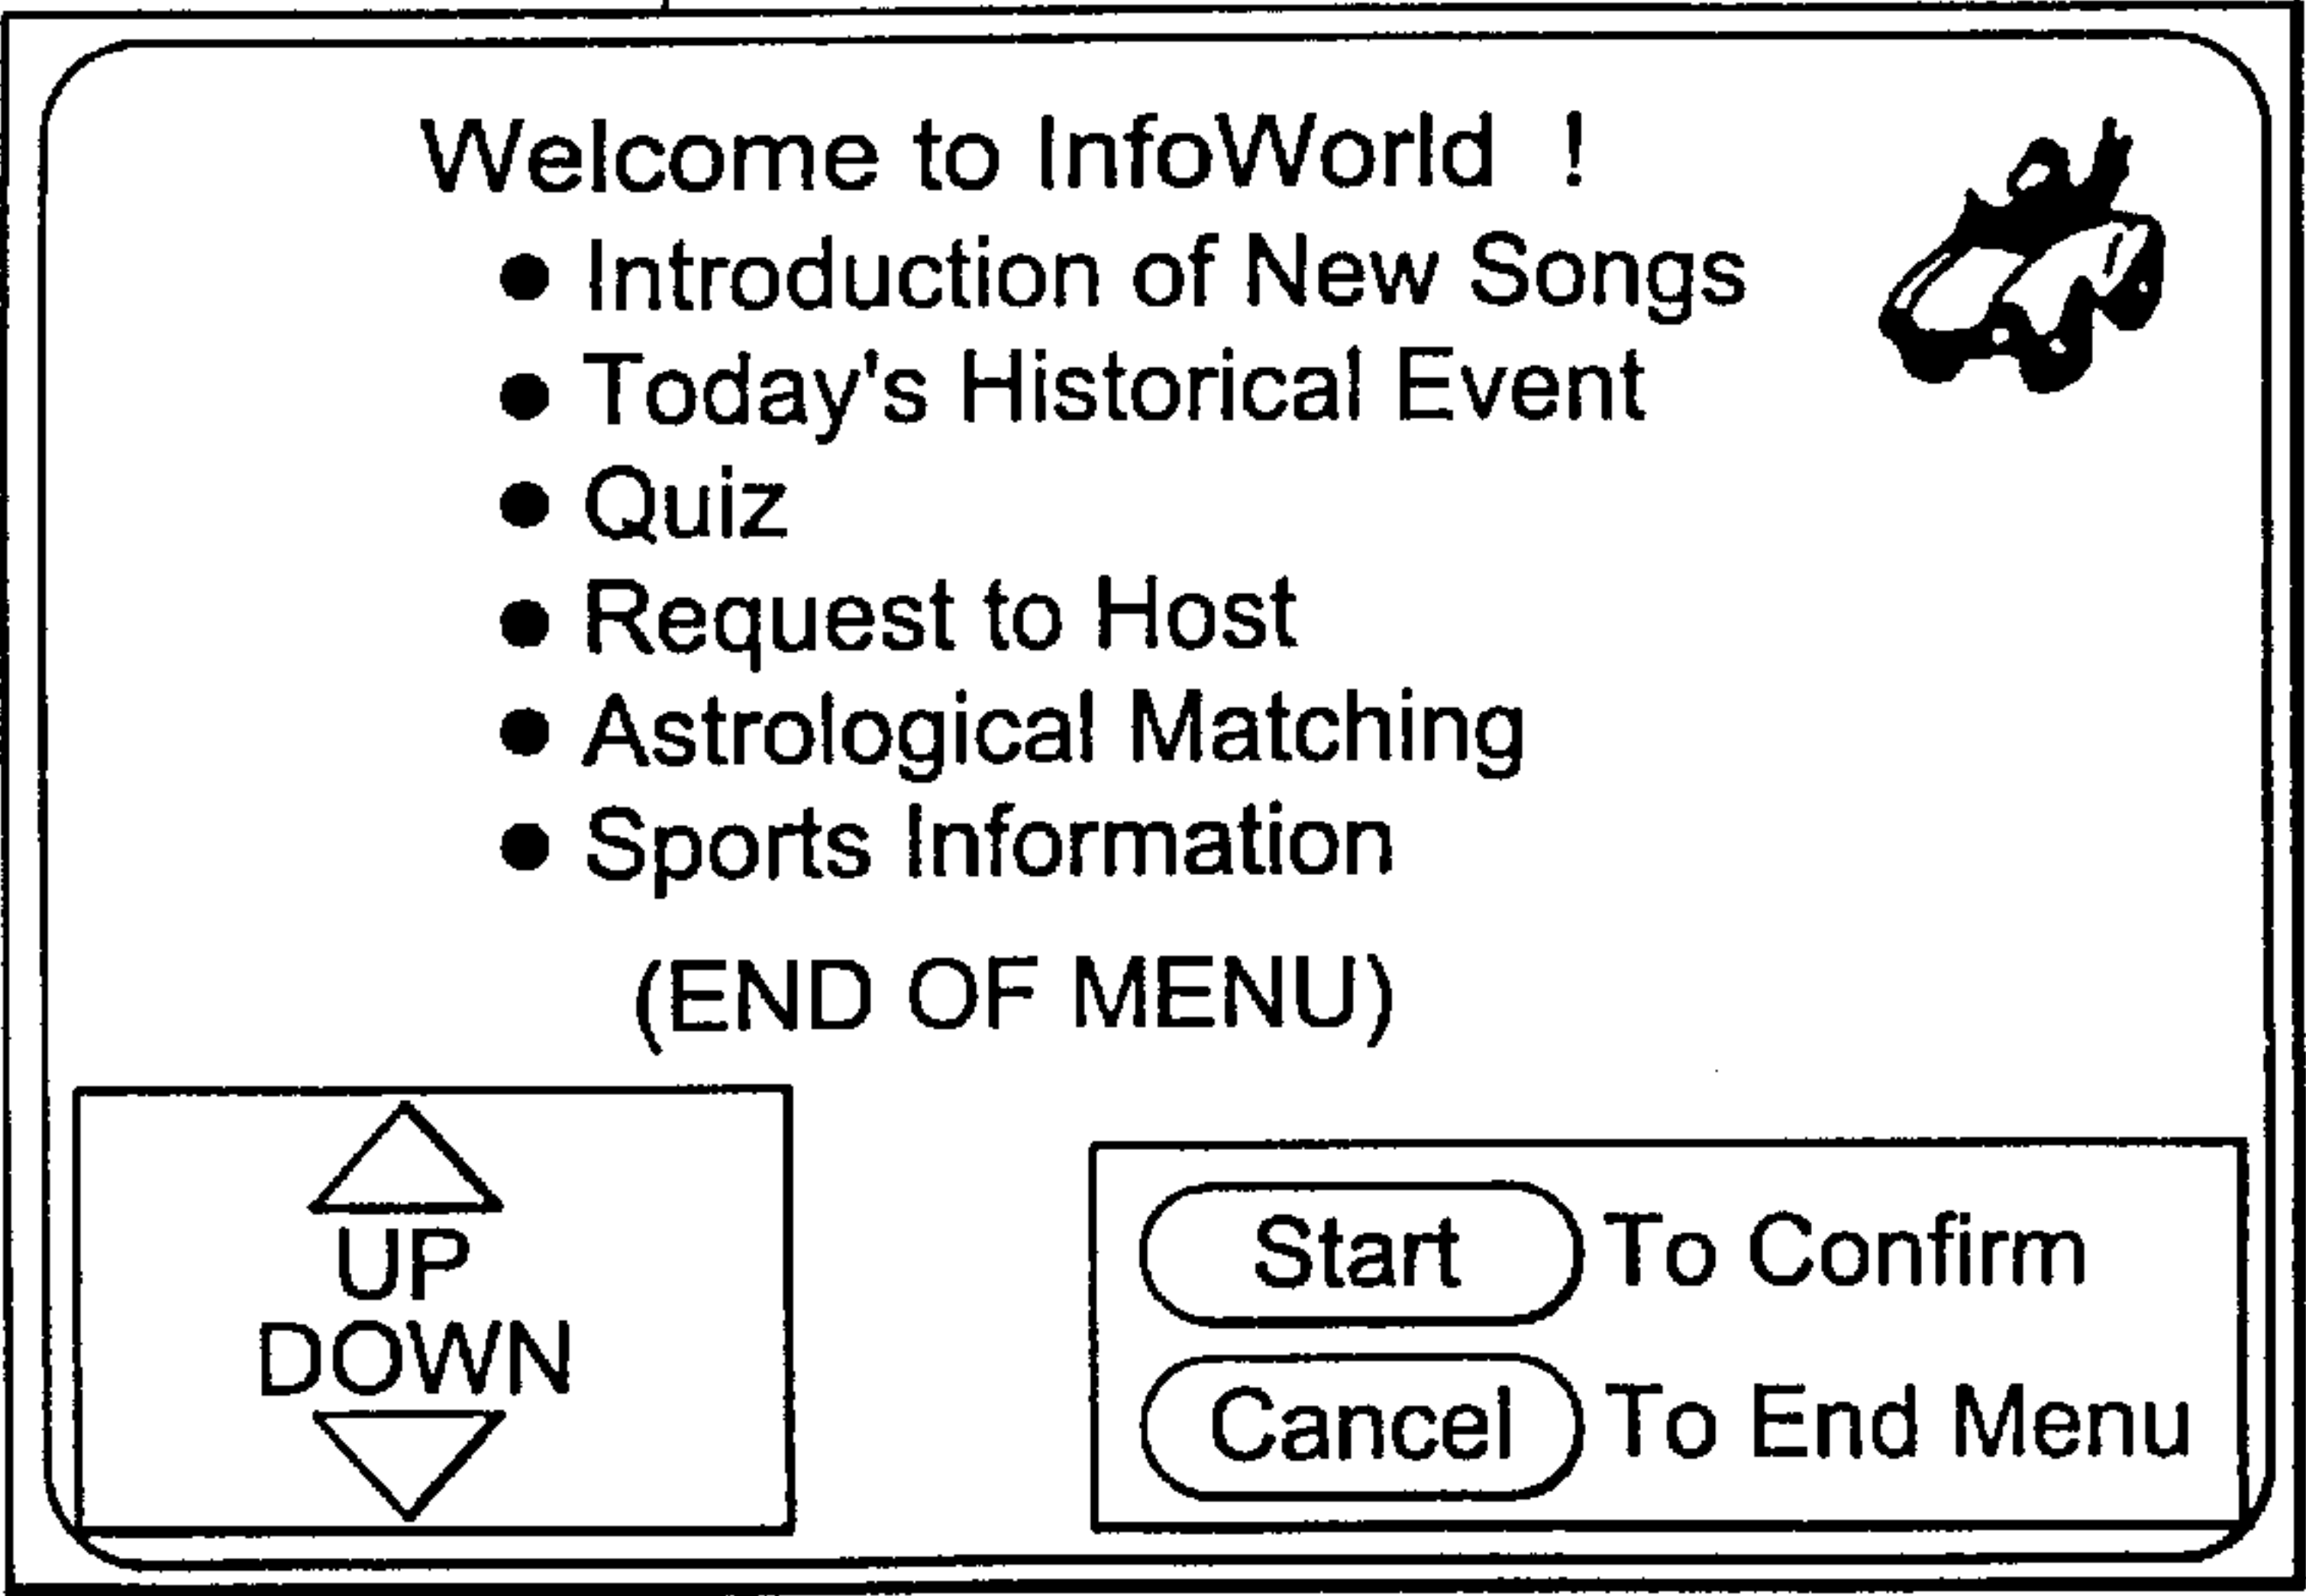 Welcome to InfoWorld !
● Introduction of New Songs
● Today's Historical Event
● Quiz
● Request to Host
● Astrological Matching
● Sports Information
(END OF MENU)
UP
DOWN
Start To Confirm
Cancel To End Menu